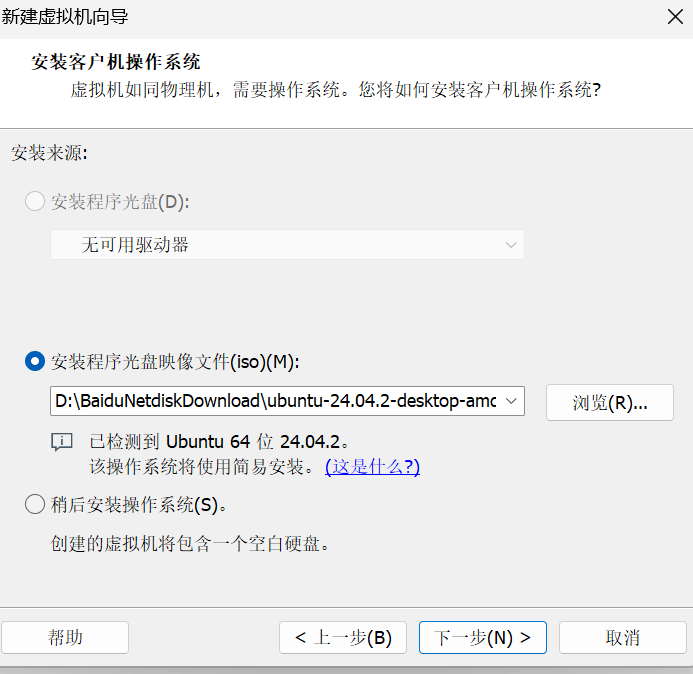 新建虚拟机向导
安装客户机操作系统
虚拟机如同物理机，需要操作系统。您将如何安装客户机操作系统?
安装来源:
安装程序光盘(D):
无可用驱动器
安装程序光盘映像文件(iso)(M):
D:\BaiduNetdiskDownload\ubuntu-24.04.2-desktop-amd
浏览(R)...
已检测到 Ubuntu 64 位 24.04.2。
该操作系统将使用简易安装。 (这是什么?)
稍后安装操作系统(S)。
创建的虚拟机将包含一个空白硬盘。
帮助
< 上一步(B)
下一步(N) >
取消